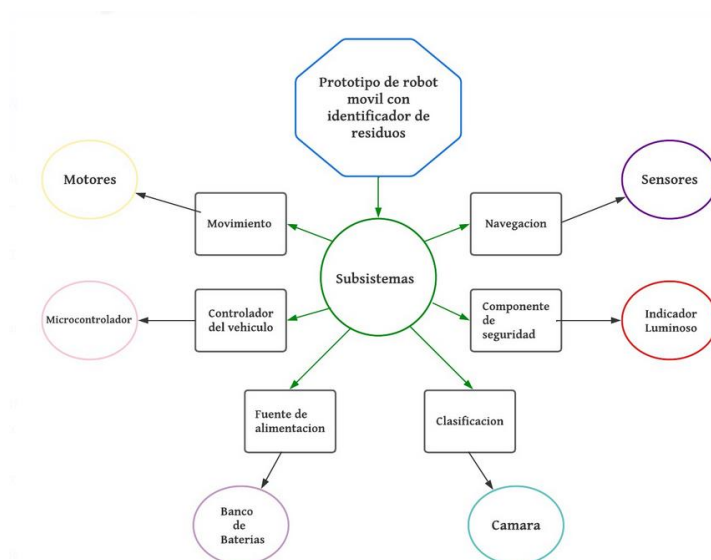 Prototipo de robot
movil con
identificador de
residuos
Motores
Movimiento
Navegacion
Sensores
Subsistemas
Microcontrolador
Controlador
del vehiculo
Componente
de
seguridad
Indicador
Luminoso
Fuente de
alimentacion
Clasificacion
Banco
de
Baterias
Camara